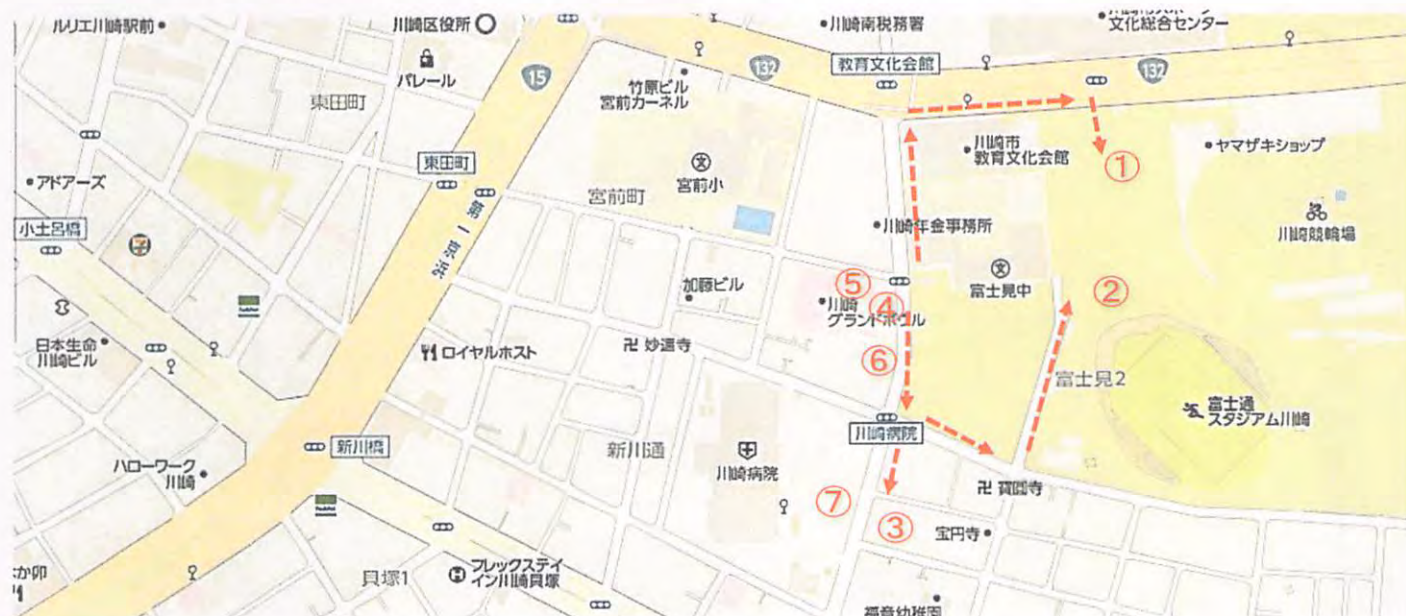 ルリエ川崎駅前
川崎区役所
川崎南税務署
文化総合センター
パレール
15
132
教育文化会館
132
東田町
竹原ビル
宮前カーネル
川崎市
教育文化会館
①
ヤマザキショップ
東田町
宮前小
アドアーズ
宮前町
川崎年金事務所
川崎競輪場
小土呂橋
第一京浜
加藤ビル
⑤
④
川崎
グランドボウル
富士見中
②
日本生命
川崎ビル
ロイヤルホスト
卍 妙遠寺
⑥
富士見2
富士通
スタジアム川崎
新川橋
新川通
川崎病院
川崎病院
ハローワーク
川崎
卍 寶圓寺
⑦
③
宝円寺
か卯
貝塚1
フレックステイ
イン川崎貝塚